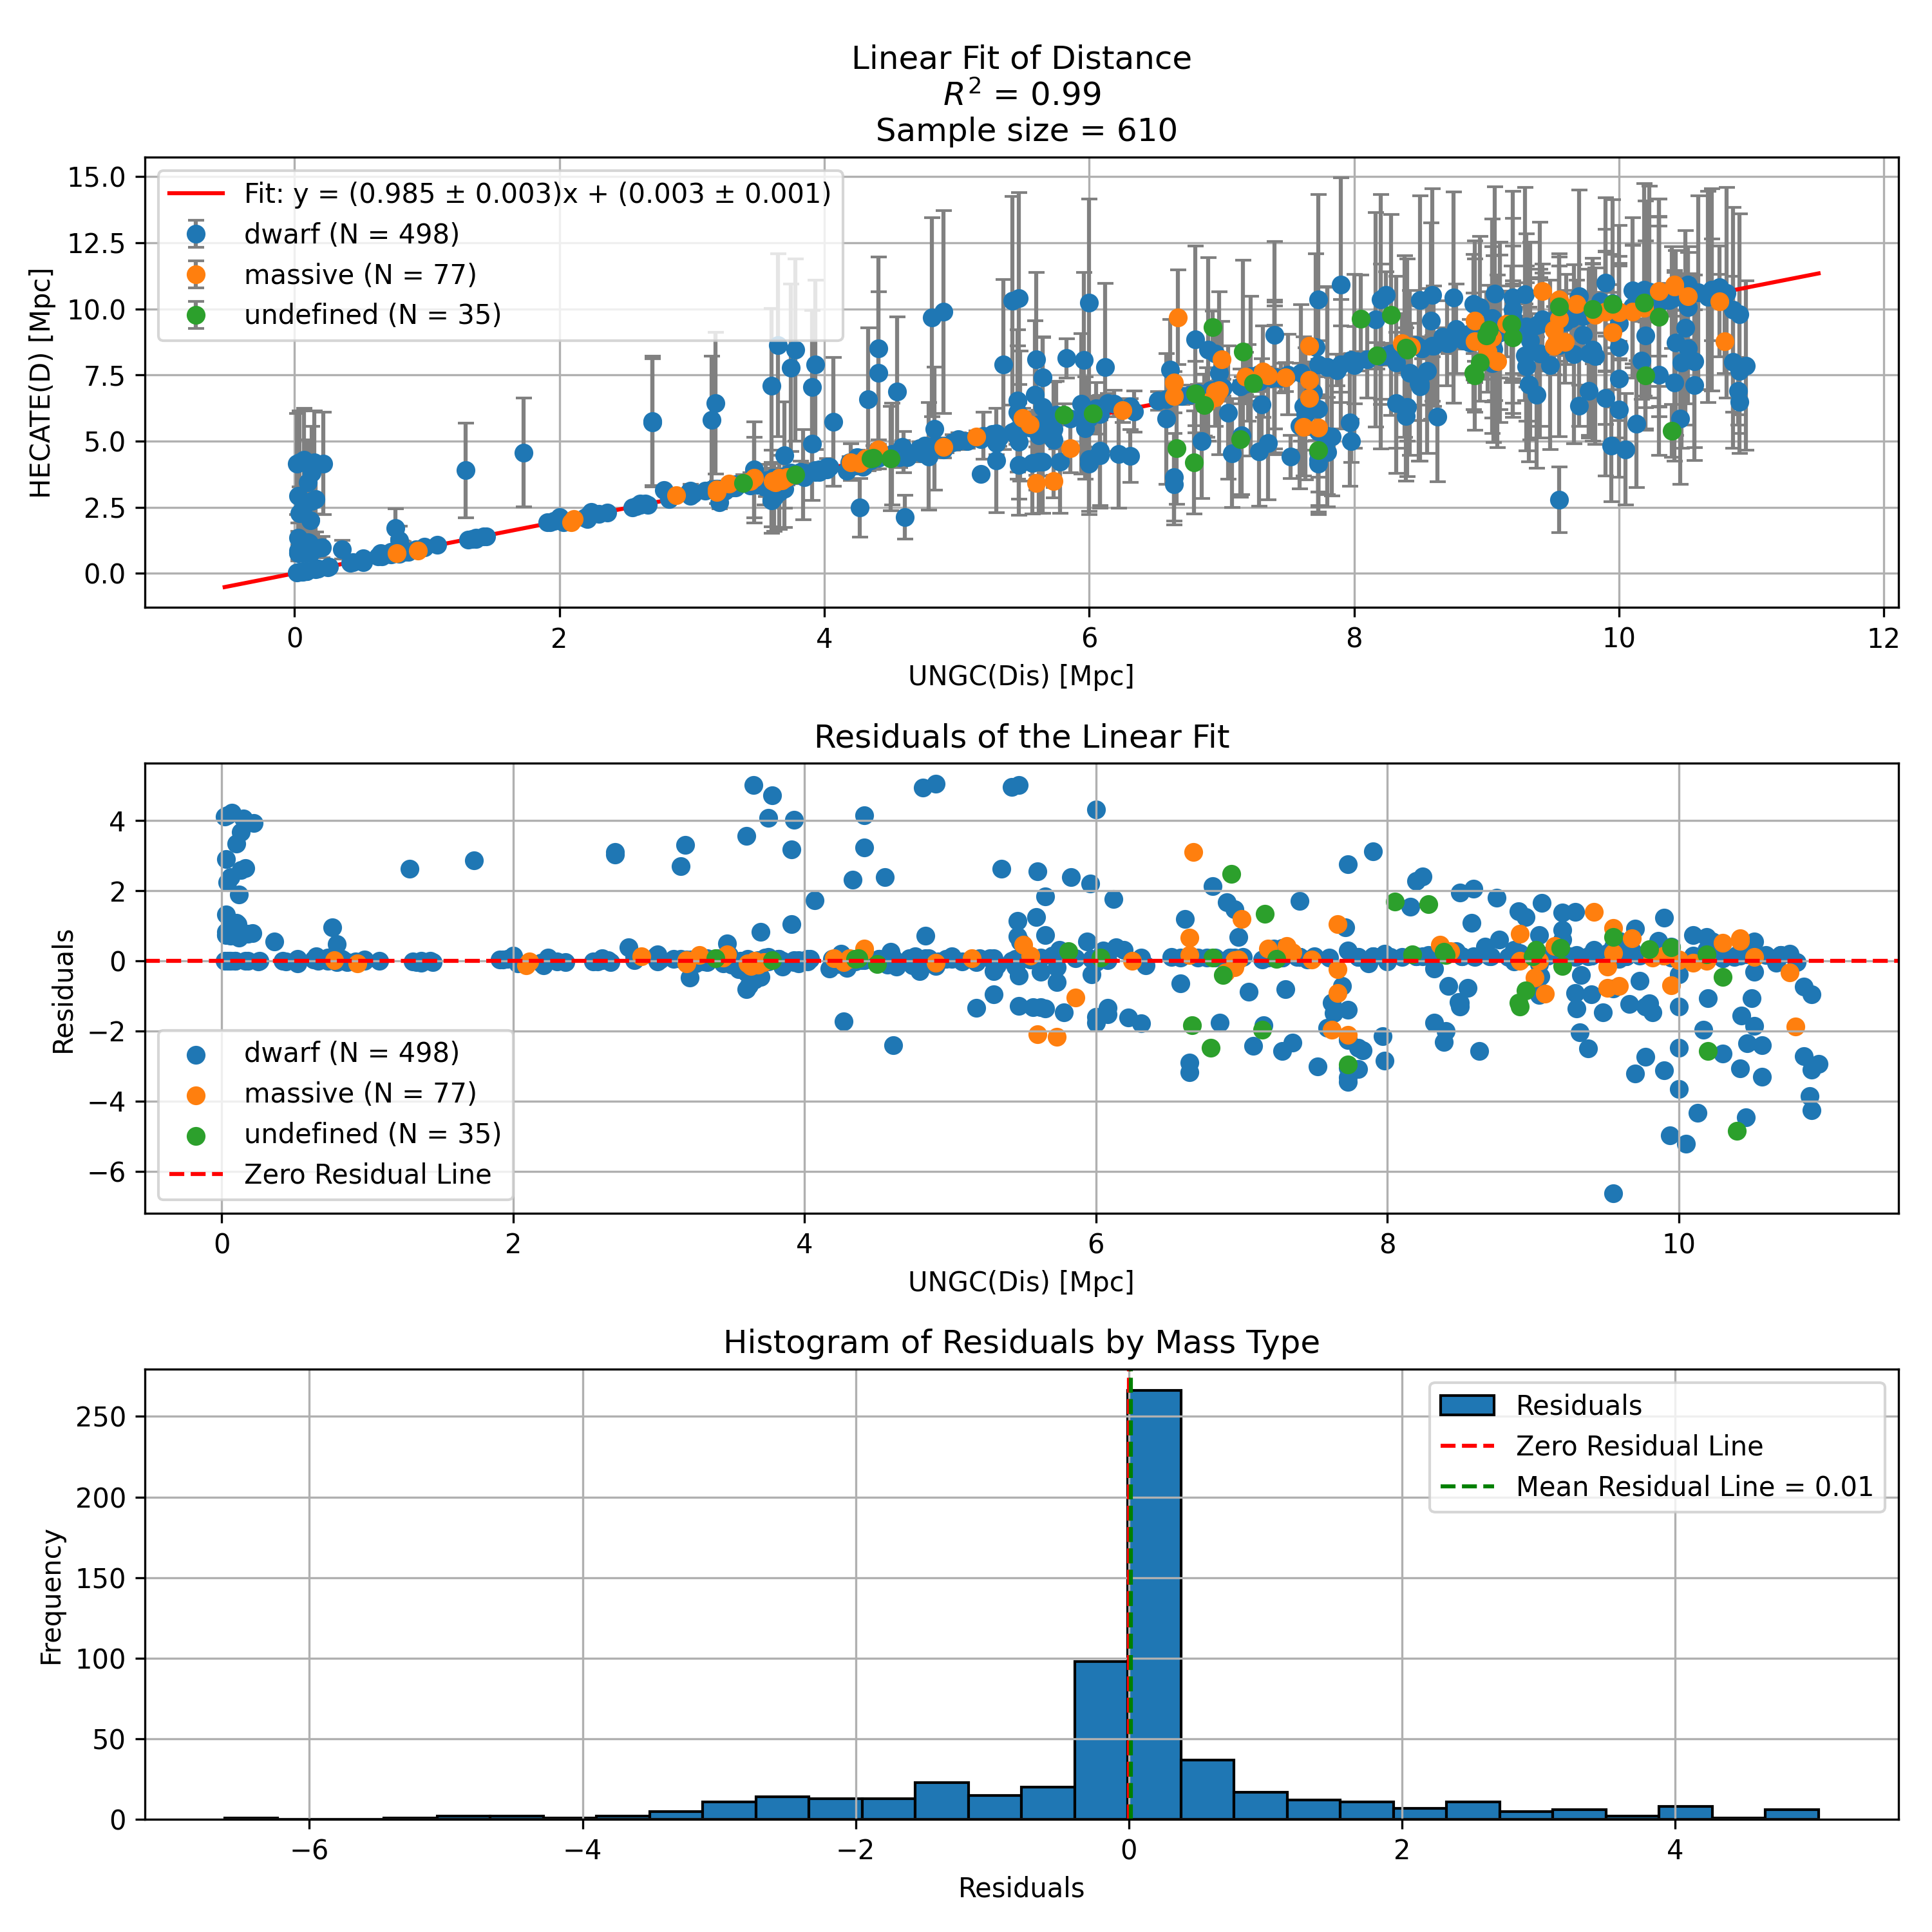 Linear Fit of Distance
R² = 0.99
Sample size = 610
15.0
12.5
10.0
7.5
5.0
2.5
0.0
HECATE(D) [Mpc]
Fit: y = (0.985 ± 0.003)x + (0.003 ± 0.001)
dwarf (N = 498)
massive (N = 77)
undefined (N = 35)
0 2 4 6 8 10 12
UNGC(Dis) [Mpc]
Residuals of the Linear Fit
4
2
0
−2
−4
−6
Residuals
dwarf (N = 498)
massive (N = 77)
undefined (N = 35)
Zero Residual Line
0 2 4 6 8 10
UNGC(Dis) [Mpc]
Histogram of Residuals by Mass Type
250
200
150
100
50
0
Frequency
Residuals
Zero Residual Line
Mean Residual Line = 0.01
−6 −4 −2 0 2 4
Residuals